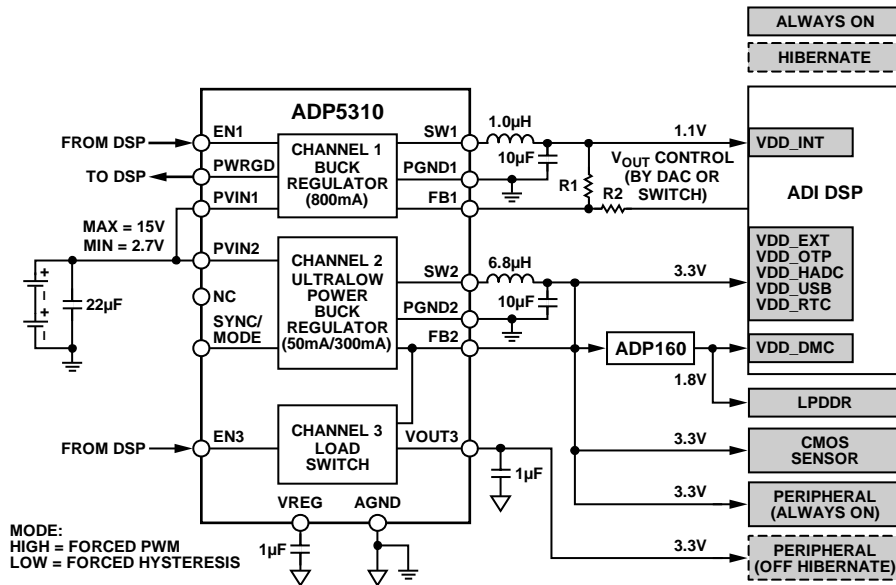 ALWAYS ON
HIBERNATE
ADP5310
FROM DSP
EN1
TO DSP
PWRGD
PVIN1
CHANNEL 1
BUCK
REGULATOR
(800mA)
SW1
PGND1
FB1
1.0µH
10µF
R1
R2
1.1V
VOUT CONTROL
(BY DAC OR
SWITCH)
VDD_INT
ADI DSP
MAX = 15V
MIN = 2.7V
22µF
PVIN2
NC
SYNC/
MODE
CHANNEL 2
ULTRALOW
POWER
BUCK
REGULATOR
(50mA/300mA)
SW2
PGND2
FB2
6.8µH
10µF
3.3V
VDD_EXT
VDD_OTP
VDD_HADC
VDD_USB
VDD_RTC
ADP160
VDD_DMC
1.8V
LPDDR
FROM DSP
EN3
CHANNEL 3
LOAD
SWITCH
VOUT3
1µF
3.3V
CMOS
SENSOR
3.3V
PERIPHERAL
(ALWAYS ON)
3.3V
PERIPHERAL
(OFF HIBERNATE)
VREG
AGND
1µF
MODE:
HIGH = FORCED PWM
LOW = FORCED HYSTERESIS